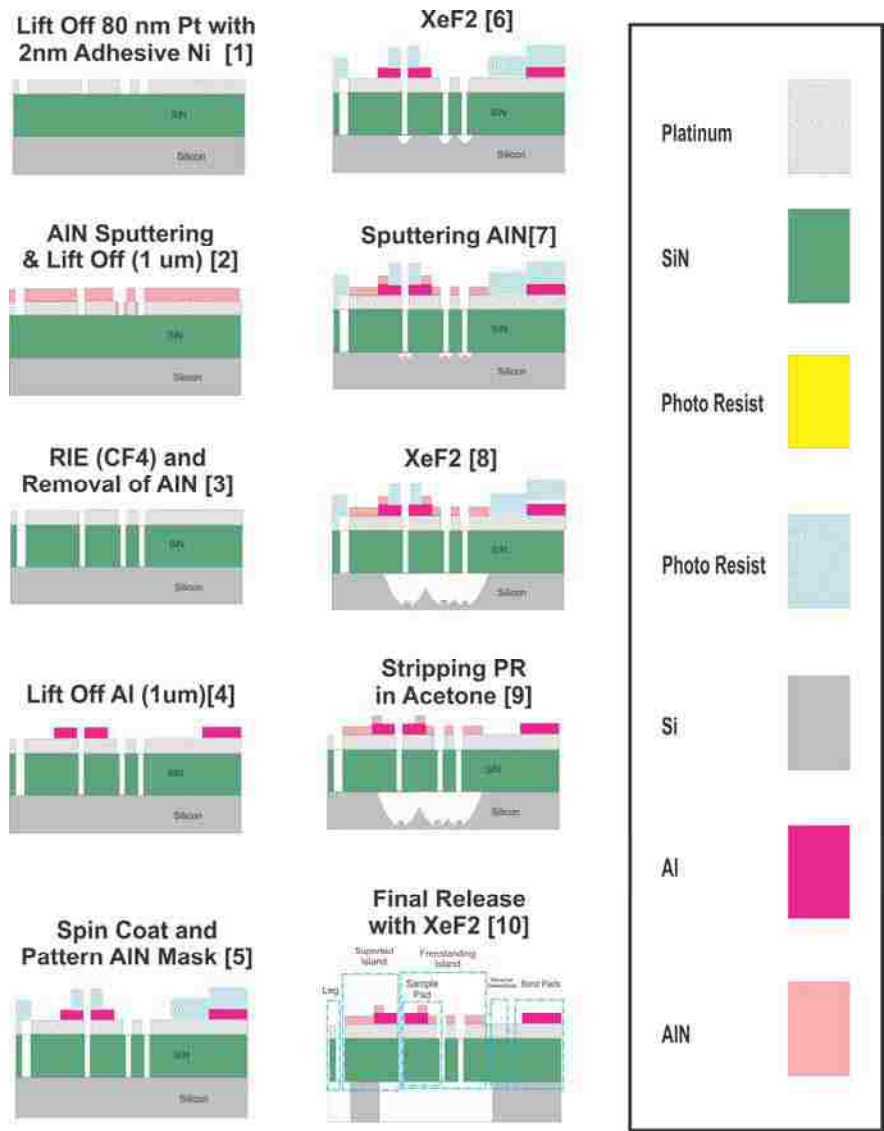 Lift Off 80 nm Pt with
2nm Adhesive Ni [1]
SiN
Silicon
AlN Sputtering
& Lift Off (1 um) [2]
SiN
Silicon
RIE (CF4) and
Removal of AlN [3]
SiN
Silicon
Lift Off Al (1um)[4]
SiN
Silicon
Spin Coat and
Pattern AlN Mask [5]
SiN
Silicon
XeF2 [6]
SiN
Silicon
Sputtering AlN[7]
SiN
Silicon
XeF2 [8]
SiN
Silicon
Stripping PR
in Acetone [9]
SiN
Silicon
Final Release
with XeF2 [10]
Suported
Island
Freestanding
Island
Leg
Sample
Pad
Bond Pads
Platinum
SiN
Photo Resist
Photo Resist
Si
Al
AlN